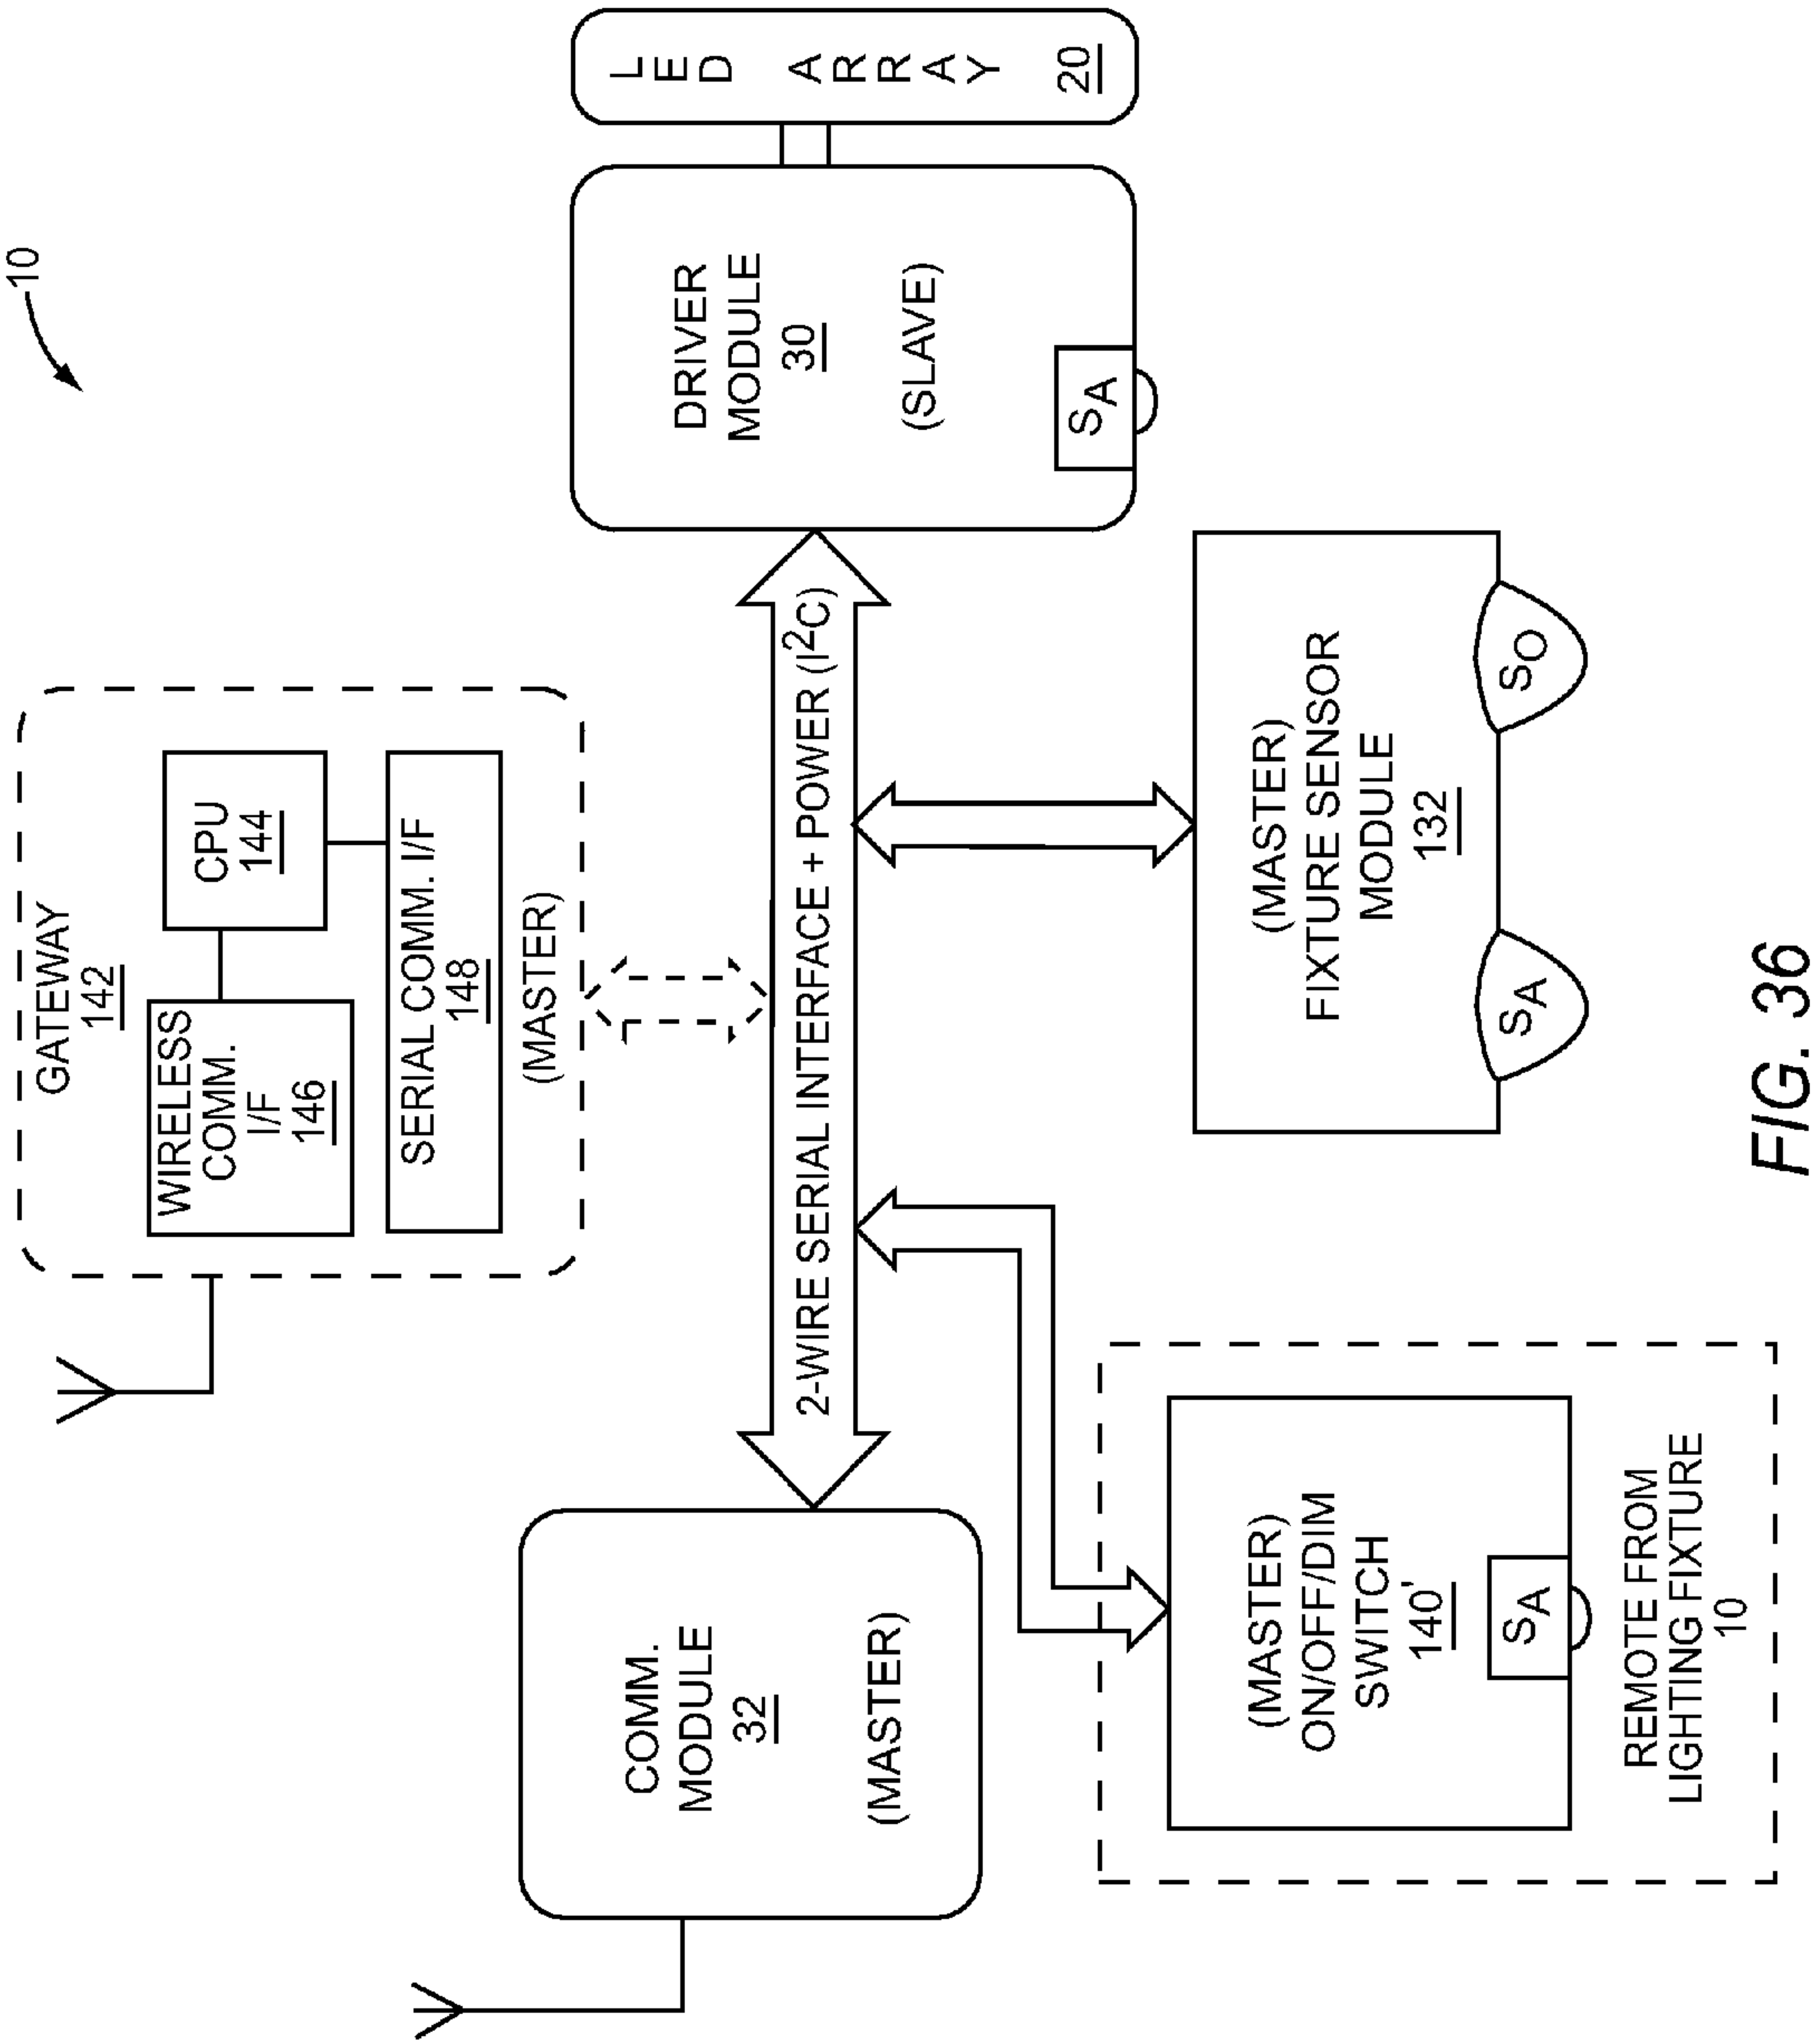 10
GATEWAY
142
CPU
144
WIRELESS
COMM.
I/F
146
SERIAL COMM. I/F
148
(MASTER)
COMM.
MODULE
32
(MASTER)
2-WIRE SERIAL INTERFACE + POWER (I²C)
DRIVER
MODULE
30
(SLAVE)
SA
LED ARRAY
20
(MASTER)
ON/OFF/DIM
SWITCH
140'
SA
REMOTE FROM
LIGHTING FIXTURE
10
(MASTER)
FIXTURE SENSOR
MODULE
132
SA
SO
FIG. 36